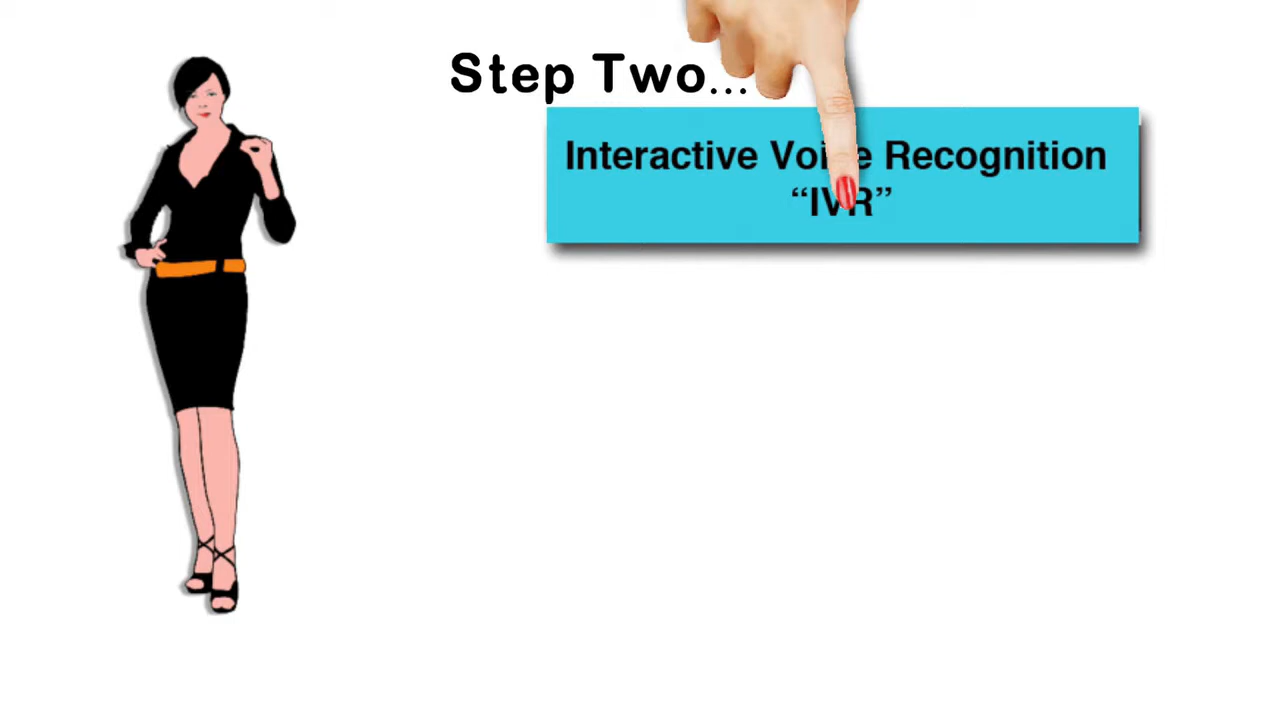 Step Two...
Interactive Voice Recognition
“IVR”